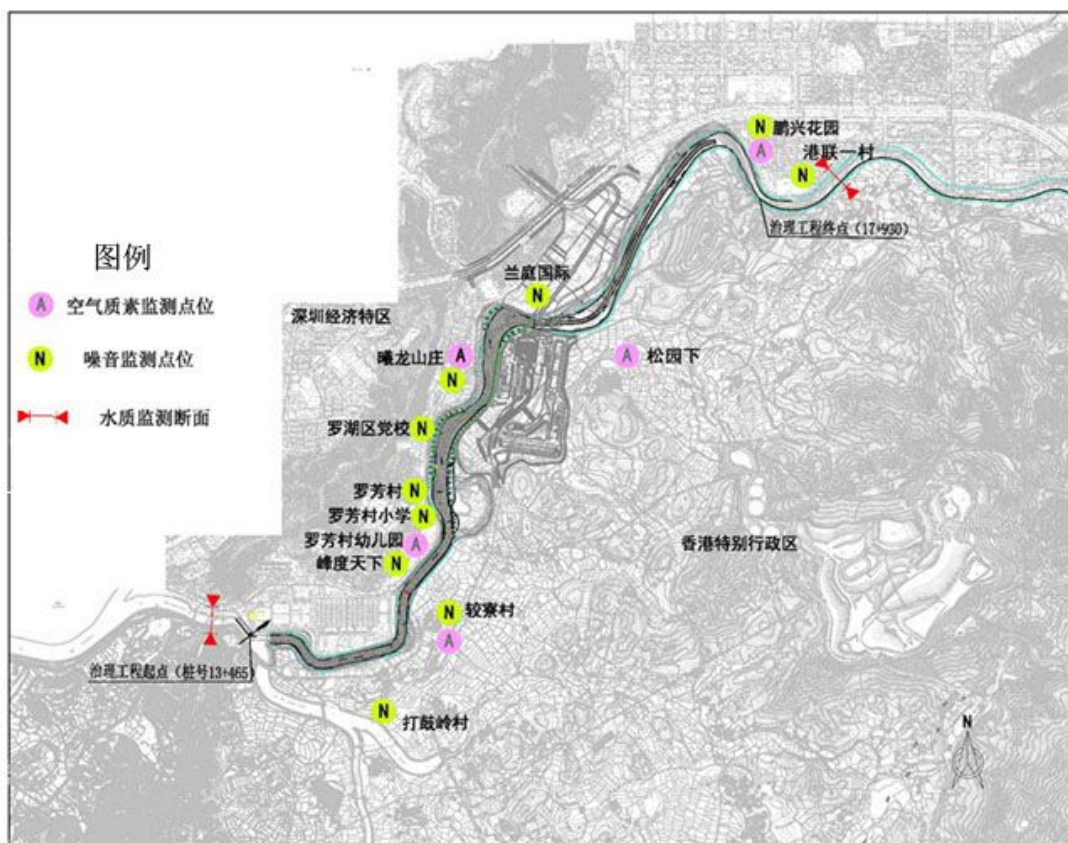 N
鹏兴花园
A
港联一村
N
治理工程终点（17+930）
图例
A
空气质素监测点位
兰庭国际
N
深圳经济特区
N
噪音监测点位
曦龙山庄
A
N
A
松园下
水质监测断面
罗湖区党校
N
罗芳村
N
罗芳村小学
N
罗芳村幼儿园
A
峰度天下
N
香港特别行政区
N
较寮村
A
治理工程起点（桩号13+465）
N
打鼓岭村
N